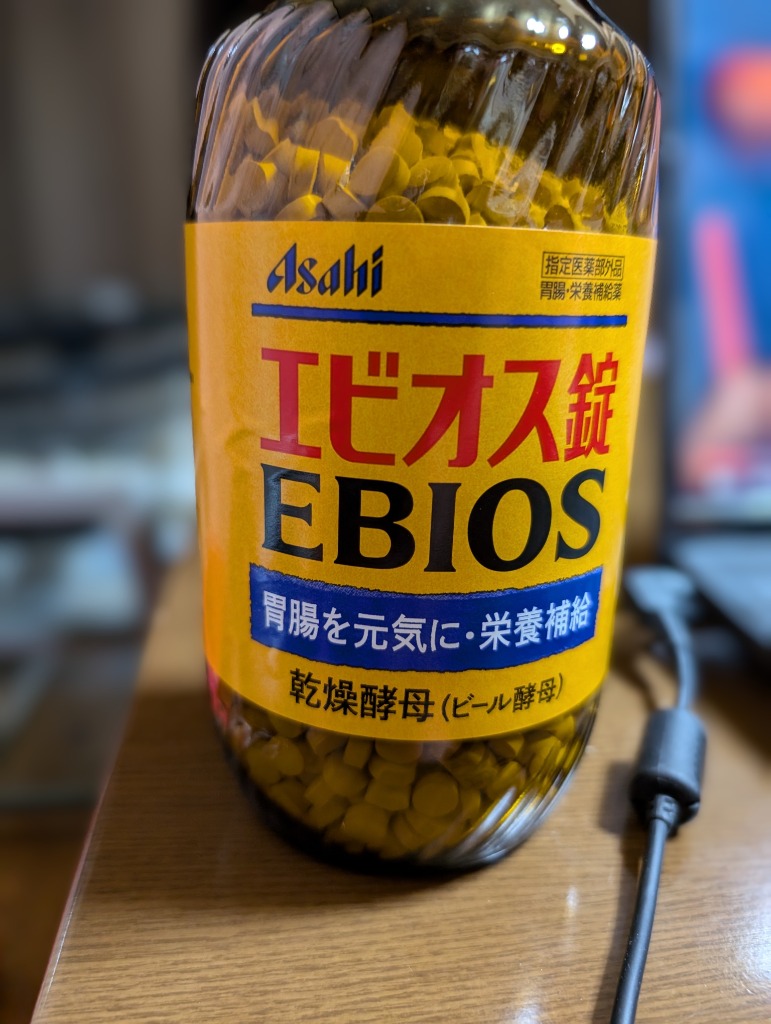 Asahi
指定医薬部外品
胃腸・栄養補給薬
エビオス錠
EBIOS
胃腸を元気に・栄養補給
乾燥酵母(ビール酵母)